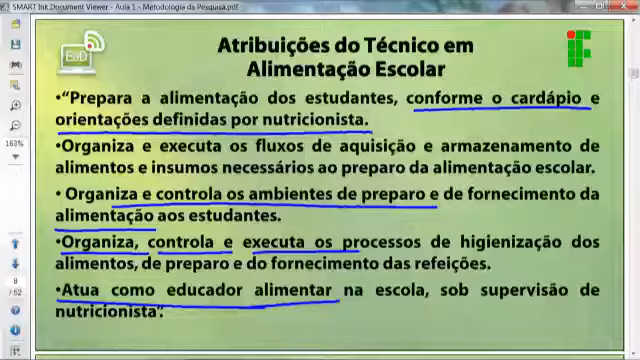 SMART Ink Document Viewer - Aula 1 - Metodologia da Pesquisa.pdf
EaD
Atribuições do Técnico em
Alimentação Escolar
•“Prepara a alimentação dos estudantes, conforme o cardápio e
orientações definidas por nutricionista.
•Organiza e executa os fluxos de aquisição e armazenamento de
alimentos e insumos necessários ao preparo da alimentação escolar.
• Organiza e controla os ambientes de preparo e de fornecimento da
alimentação aos estudantes.
•Organiza, controla e executa os processos de higienização dos
alimentos, de preparo e do fornecimento das refeições.
•Atua como educador alimentar na escola, sob supervisão de
nutricionista”.
163%
8
/ 52